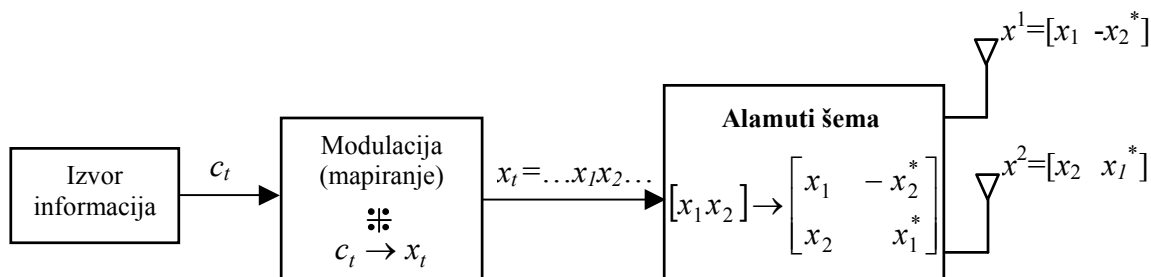 Izvor
informacija
c_t
Modulacija
(mapiranje)
c_t → x_t
x_t = …x_1x_2…
Alamuti šema
[x_1 x_2] → [x_1 −x_2^*
x_2 x_1^*]
x^1=[x_1 -x_2^*]
x^2=[x_2 x_1^*]